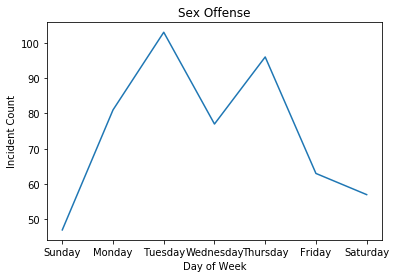 Sex Offense
Incident Count
100
90
80
70
60
50
Sunday Monday Tuesday Wednesday Thursday Friday Saturday
Day of Week